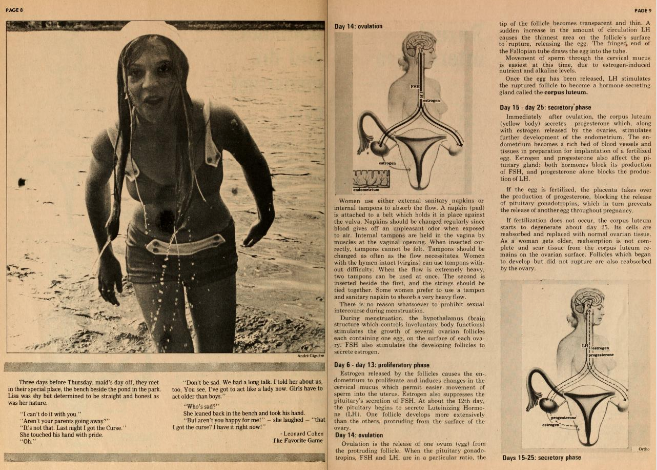 PAGE 8
Three days before Thursday, maid's day off, they met
in their special place, the bench beside the pond in the park.
Lisa was shy but determined to be straight and honest as
was her nature.
"I can't do it with you."
"Aren't your parents going away?"
"It's not that. Last night I got the Curse."
She touched his hand with pride.
"Oh."
"Don't be sad. We had a long talk. I told her about us,
too. You see, I've got to act like a lady now. Girls have to
act older than boys."
"Who's sad?"
She leaned back in the bench and took his hand.
"But aren't you happy for me!" — she laughed — "That
I got the curse? I have it right now!"
- Leonard Cohen
The Favorite Game
PAGE 9
Day 14: ovulation
FSH
estrogen
estrogen
endometrium
Women use either external sanitary napkins or
internal tampons to absorb the flow. A napkin (pad)
is attached to a belt which holds it in place against
the vulva. Napkins should be changed regularly since
blood gives off an unpleasant odor when exposed
to air. Internal tampons are held in the vagina by
muscles at the vaginal opening. When inserted cor-
rectly, tampons cannot be felt. Tampons should be
changed as often as the flow necessitates. Women
with the hymen intact (virgins) can use tampons with-
out difficulty. When the flow is extremely heavy,
two tampons can be used at once. The second is
inserted beside the first, and the strings should be
tied together. Some women prefer to use a tampon
and sanitary napkin to absorb a very heavy flow.
There is no reason whatsoever to prohibit sexual
intercourse during menstruation.
During menstruation, the hypothalamus (brain
structure which controls involuntary body functions)
stimulates the growth of several ovarian follicles
each containing one egg, on the surface of each ova-
ry. FSH also stimulates the developing follicles to
secrete estrogen.
Day 6 - day 13: proliferatory phase
Estrogen released by the follicles causes the en-
dometrium to proliferate and induces changes in the
cervical mucus which permit easier movement of
sperm into the uterus. Estrogen also suppresses the
pituitary's secretion of FSH. At about the 12th day,
the pituitary begins to secrete Luteinizing Hormo-
ne (LH). One follicle develops more extensively
than the others, protruding from the surface of the
ovary.
Day 14: ovulation
Ovulation is the release of one ovum (egg) from
the protruding follicle. When the pituitary gonado-
tropins, FSH and LH, are in a particular ratio, the
tip of the follicle becomes transparent and thin. A
sudden increase in the amount of circulation LH
causes the thinnest area on the follicle's surface
to rupture, releasing the egg. The fringed end of
the Fallopian tube draws the egg into the tube.
Movement of sperm through the cervical mucus
is easiest at this time, due to estrogen-induced
nutrient and alkaline levels.
Once the egg has been released, LH stimulates
the ruptured follicle to become a hormone-secreting
gland called the corpus luteum.
Day 15 - day 25: secretory phase
Immediately after ovulation, the corpus luteum
(yellow body) secretes progesterone which, along
with estrogen released by the ovaries, stimulates
further development of the endometrium. The en-
dometrium becomes a rich bed of blood vessels and
tissues in preparation for implantation of a fertilized
egg. Estrogen and progesterone also affect the pi-
tuitary gland: both hormones block its production
of FSH, and progesterone alone blocks the produc-
tion of LH.
If the egg is fertilized, the placenta takes over
the production of progesterone, blocking the release
of pituitary gonadotropins, which in turn prevents
the release of another egg throughout pregnancy.
If fertilization does not occur, the corpus luteum
starts to degenerate about day 25. Its cells are
reabsorbed and replaced with normal ovarian tissue.
As a woman gets older, reabsorption is not com-
plete and scar tissue from the corpus luteum re-
mains on the ovarian surface. Follicles which began
to develop but did not rupture are also reabsorbed
by the ovary.
LH
estrogen
progesterone
progesterone
estrogen
Ortho
Days 15-25: secretory phase